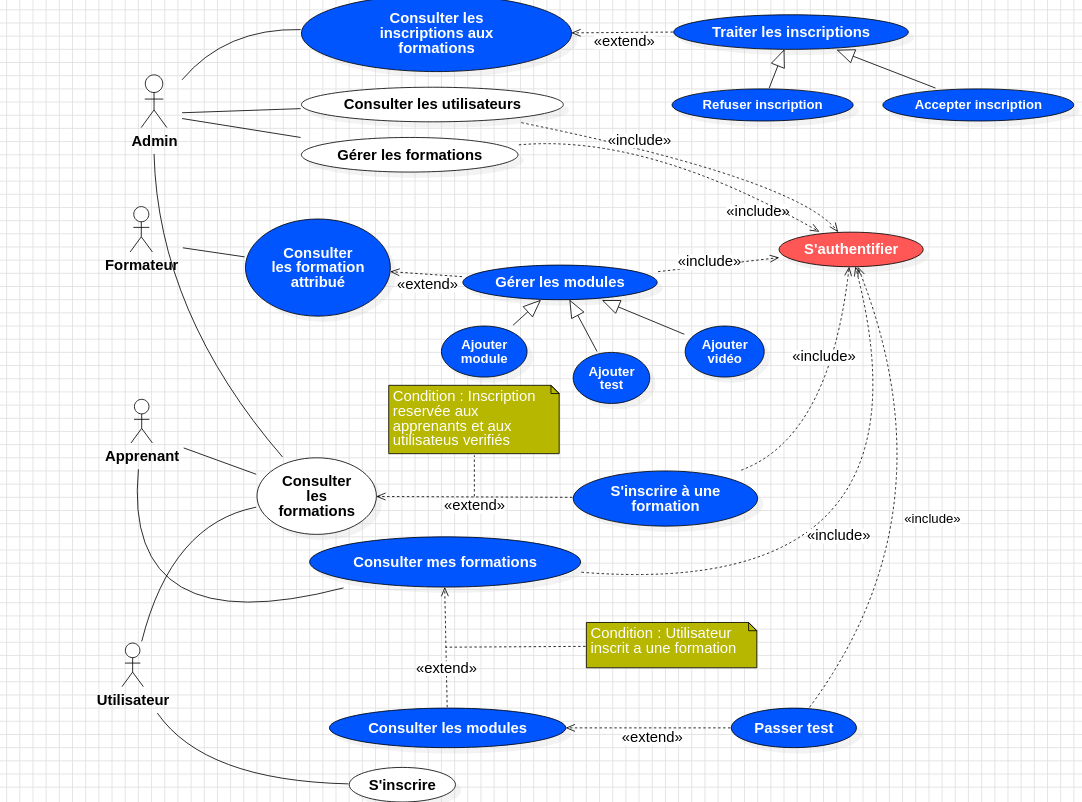 Consulter les
inscriptions aux
formations
«extend»
Traiter les inscriptions
Refuser inscription
Accepter inscription
Consulter les utilisateurs
Admin
«include»
Gérer les formations
«include»
Formateur
Consulter
les formation
attribué
«extend»
Gérer les modules
«include»
S'authentifier
Ajouter
module
Ajouter
test
Ajouter
vidéo
«include»
Condition : Inscription
reservée aux
apprenants et aux
utilisateus verifiés
Apprenant
Consulter
les
formations
«extend»
S'inscrire à une
formation
«include»
«include»
Consulter mes formations
Condition : Utilisateur
inscrit a une formation
«extend»
Utilisateur
Consulter les modules
«extend»
Passer test
S'inscrire